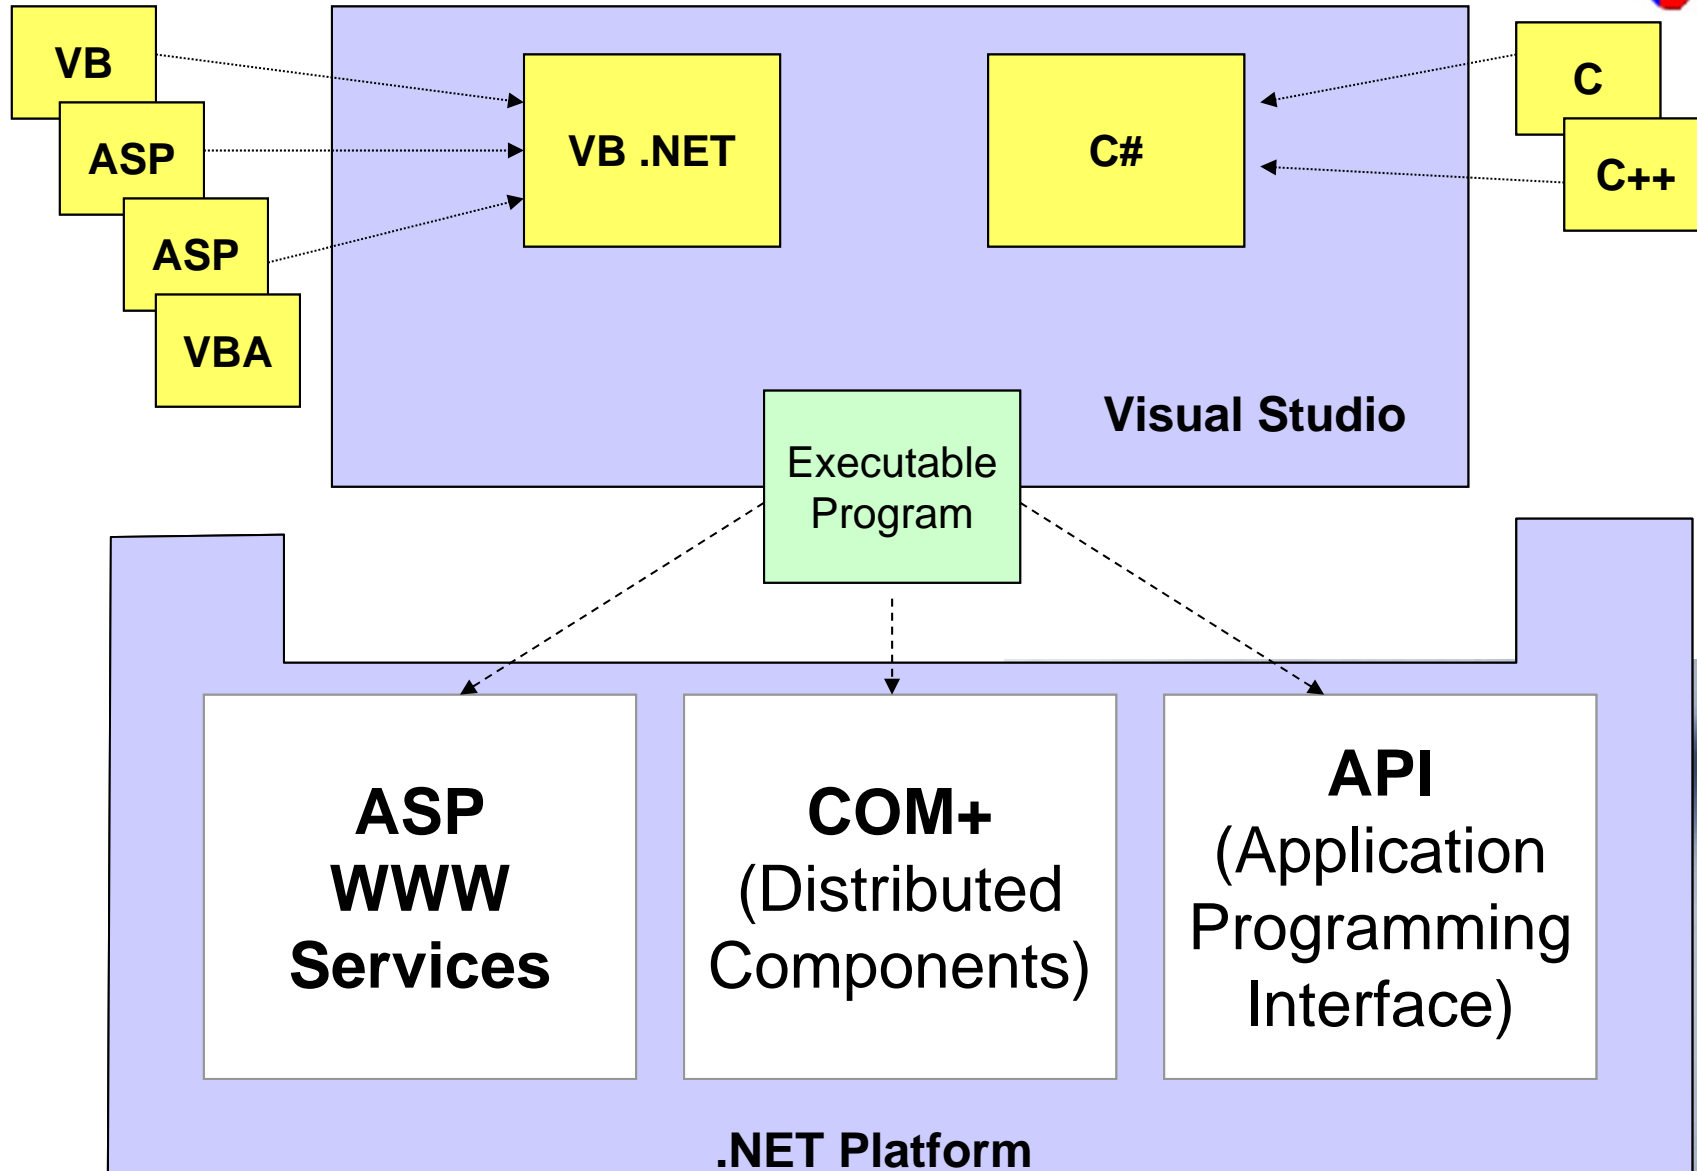 VB
ASP
ASP
VBA
VB .NET
C#
C
C++
Visual Studio
Executable
Program
ASP
WWW
Services
COM+
(Distributed
Components)
API
(Application
Programming
Interface)
.NET Platform